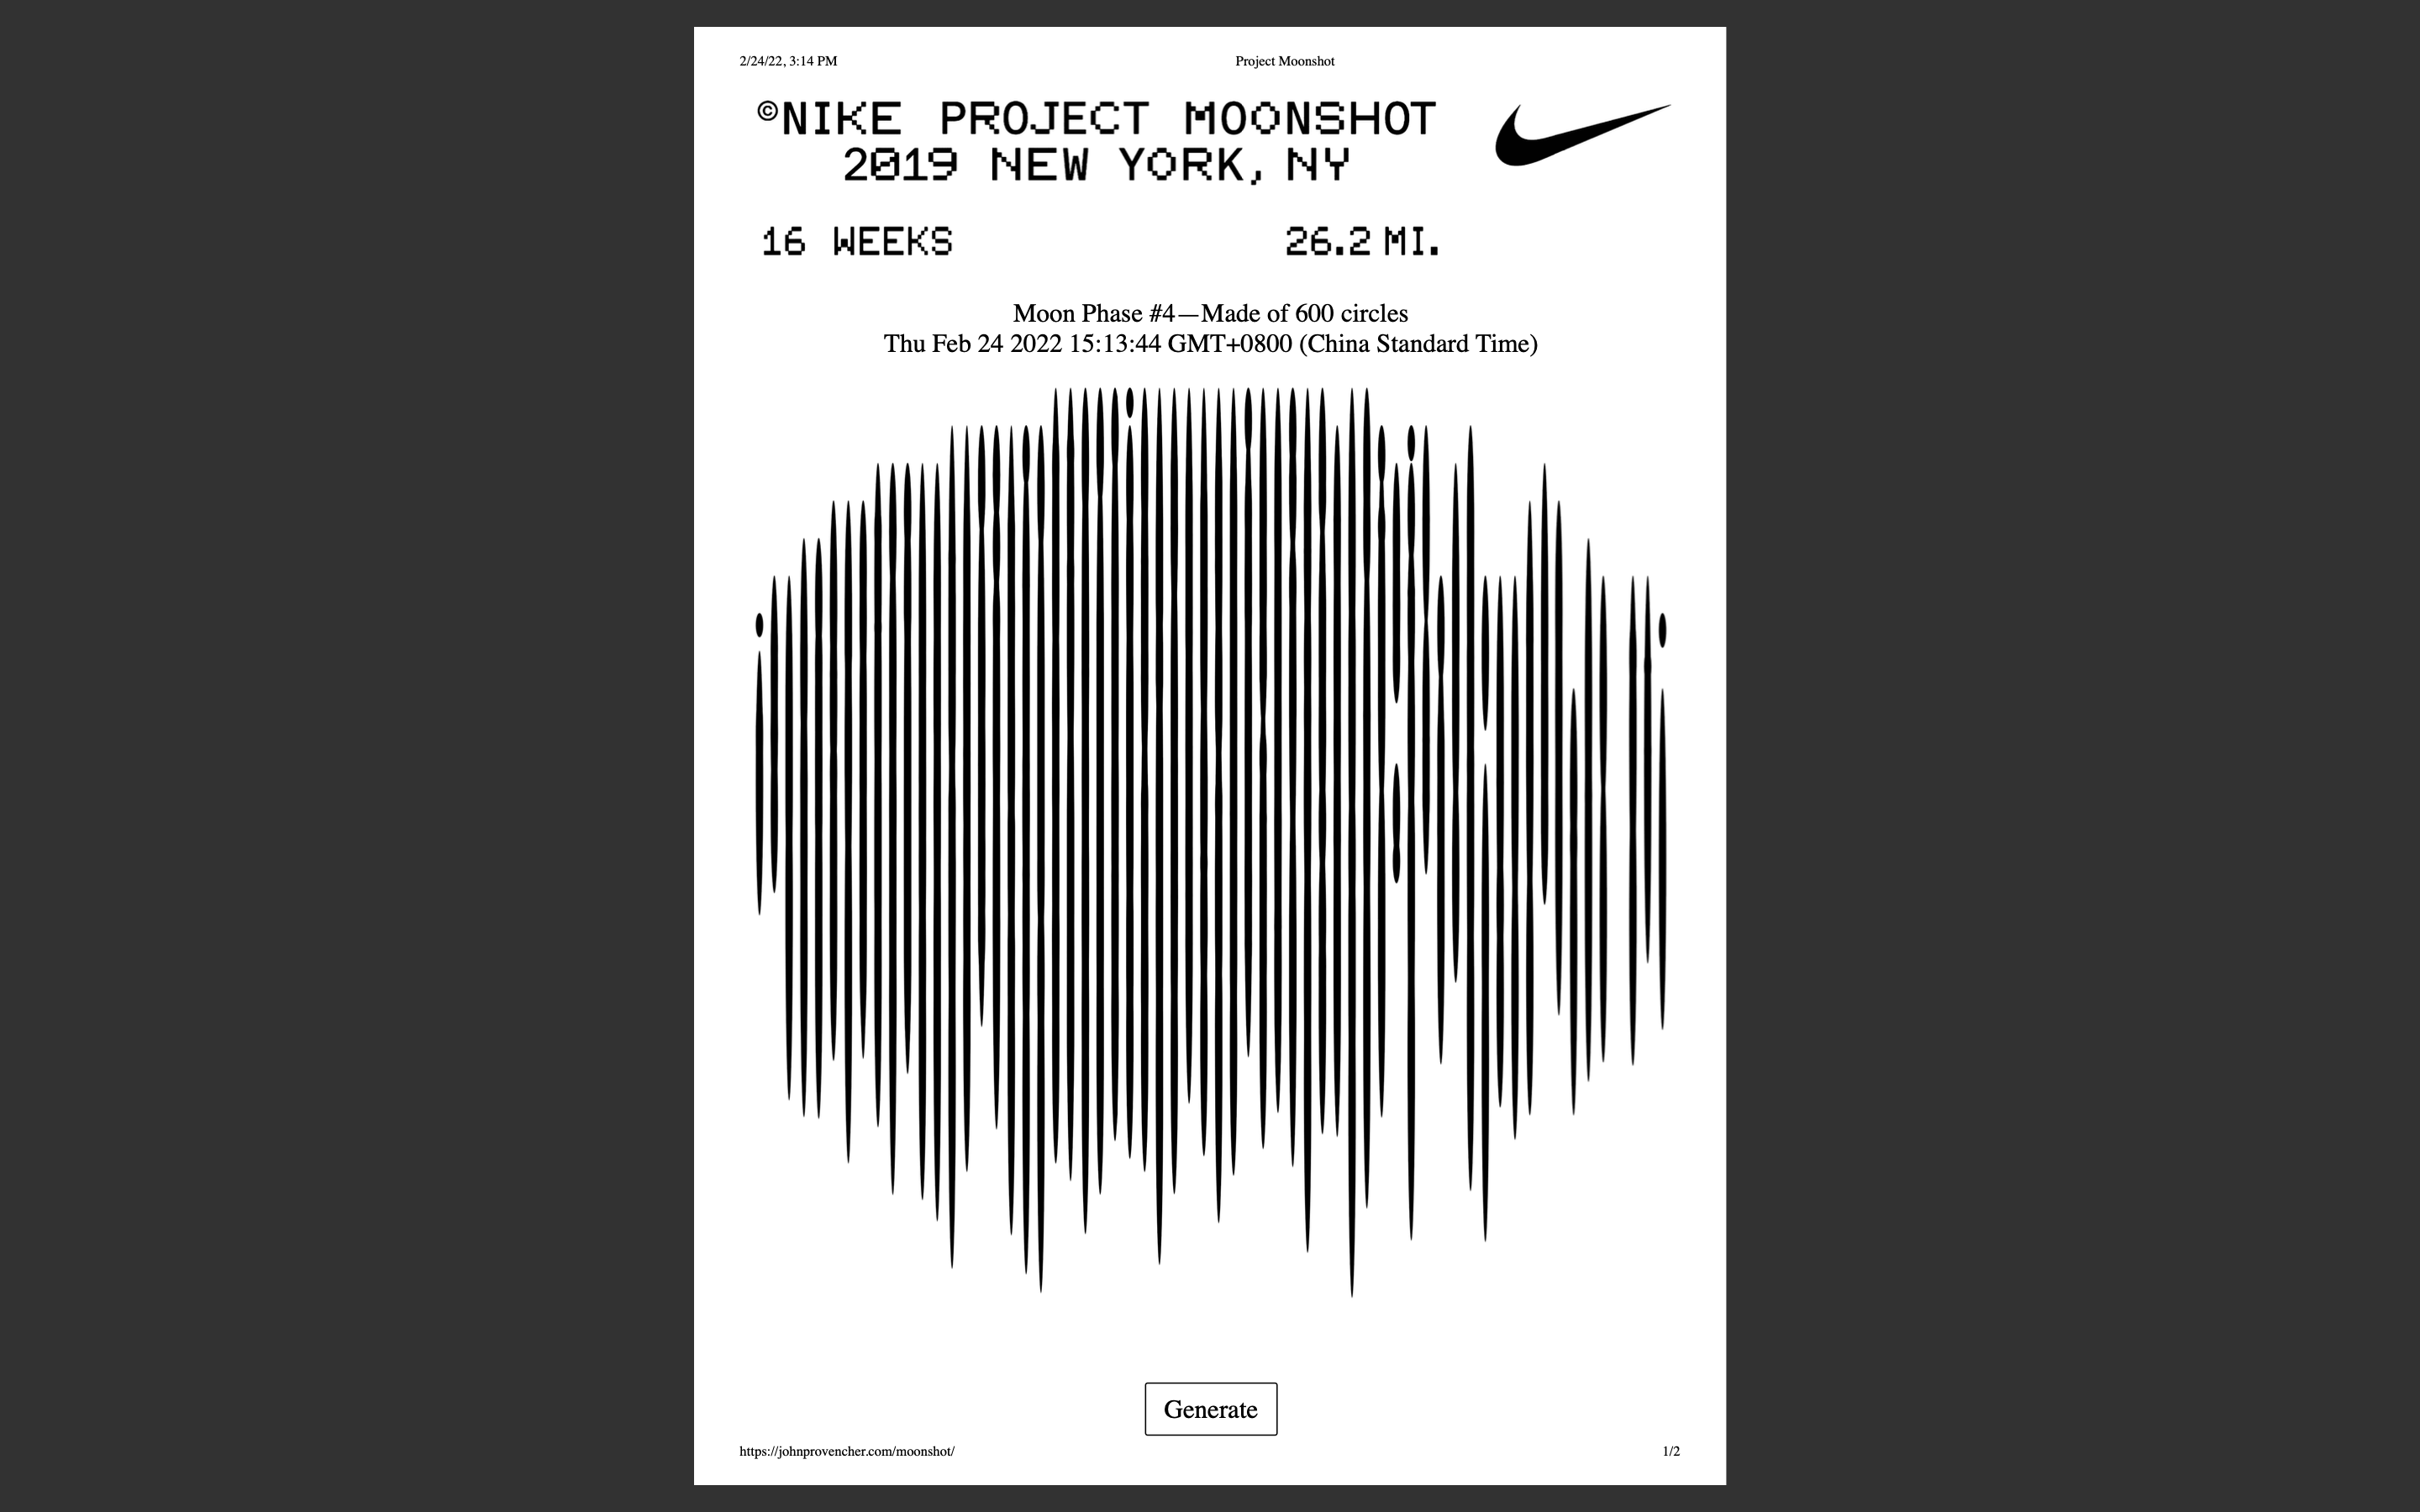 2/24/22, 3:14 PM
Project Moonshot
©NIKE PROJECT MOONSHOT
2019 NEW YORK, NY
16 WEEKS
26.2 MI.
Moon Phase #4—Made of 600 circles
Thu Feb 24 2022 15:13:44 GMT+0800 (China Standard Time)
Generate
https://johnprovencher.com/moonshot/
1/2